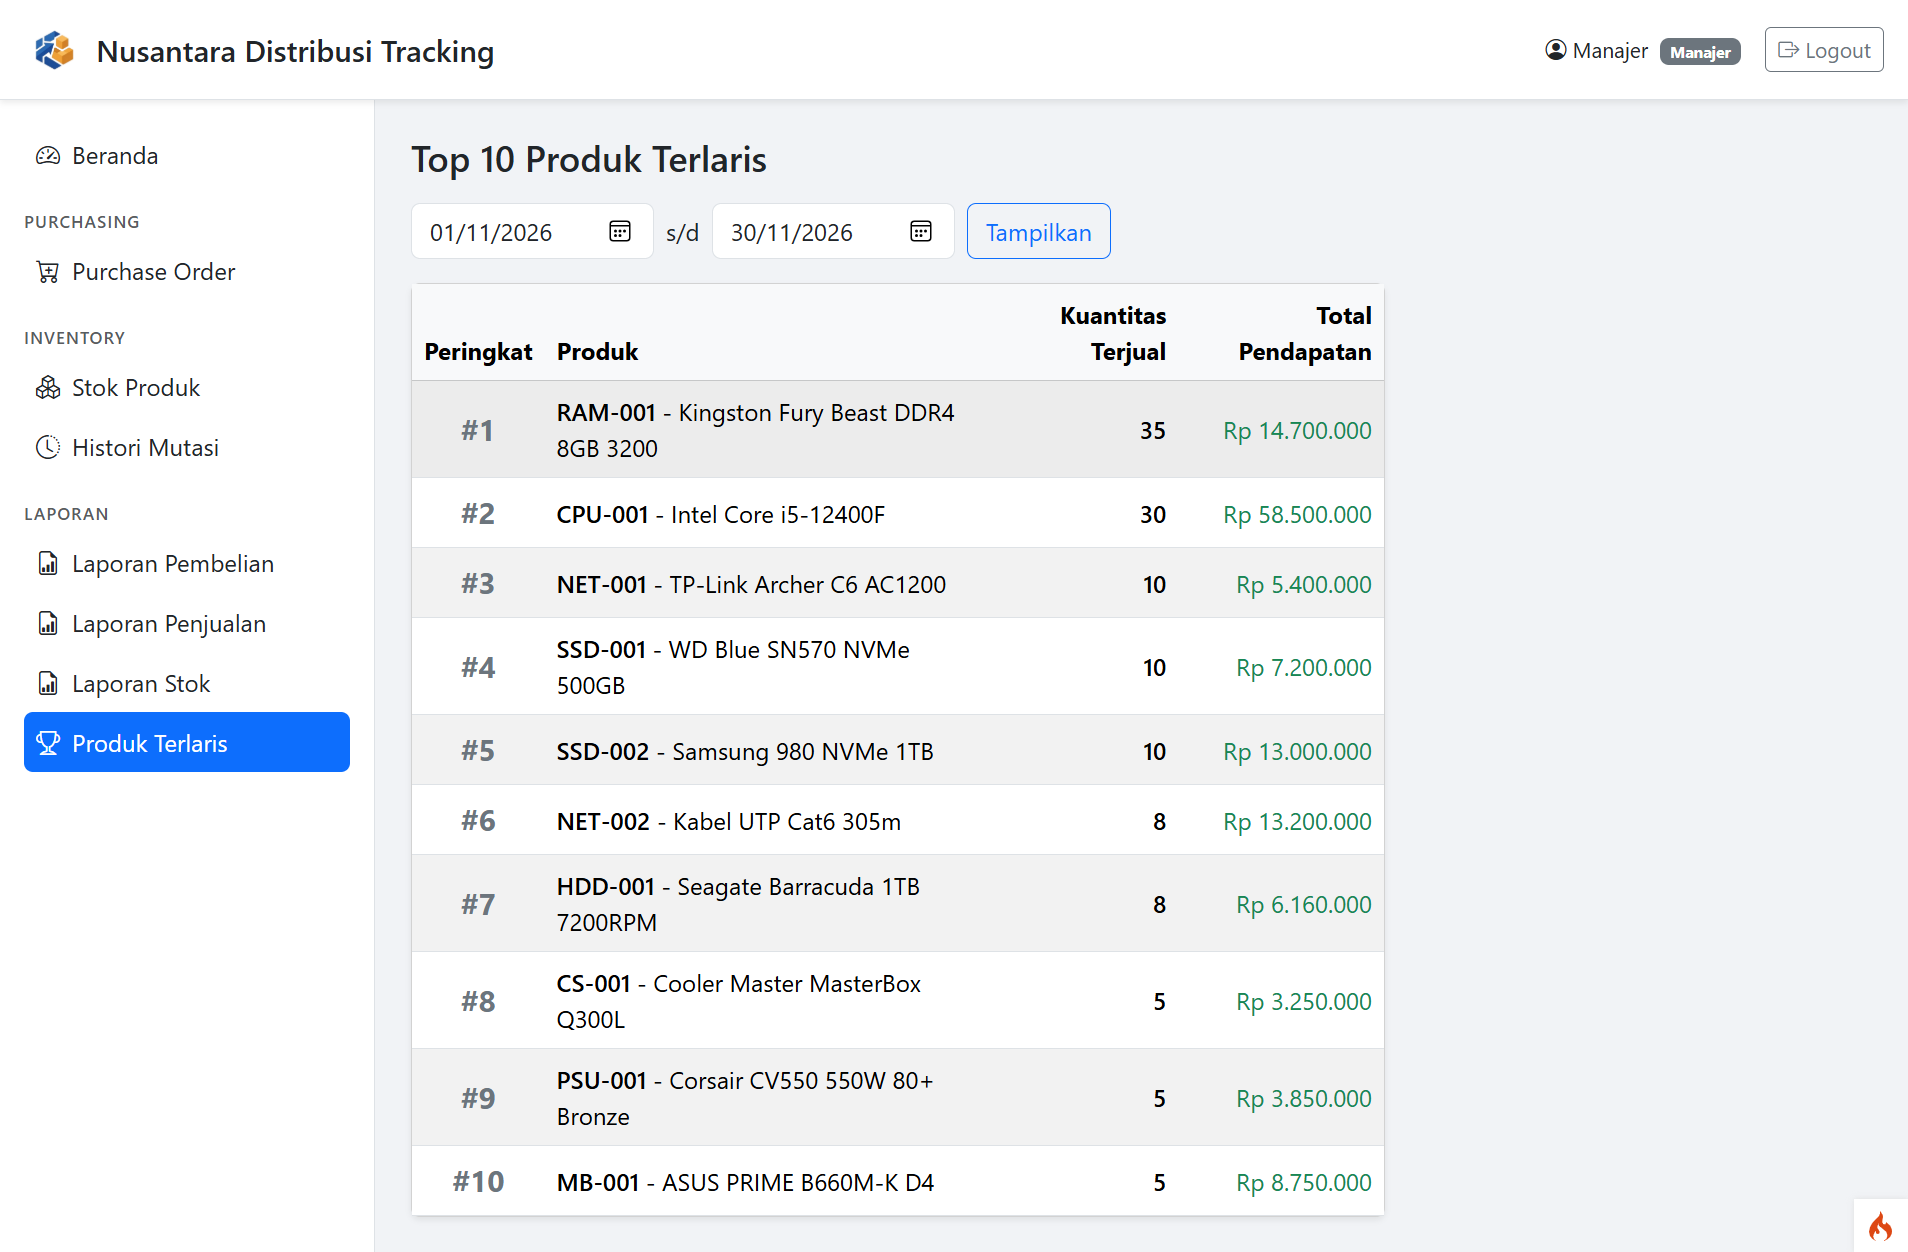 Nusantara Distribusi Tracking
Manajer Manajer Logout
Beranda
PURCHASING
Purchase Order
INVENTORY
Stok Produk
Histori Mutasi
LAPORAN
Laporan Pembelian
Laporan Penjualan
Laporan Stok
Produk Terlaris
Top 10 Produk Terlaris
01/11/2026 s/d 30/11/2026 Tampilkan
Kuantitas Total
Peringkat Produk Terjual Pendapatan
#1 RAM-001 - Kingston Fury Beast DDR4 35 Rp 14.700.000
8GB 3200
#2 CPU-001 - Intel Core i5-12400F 30 Rp 58.500.000
#3 NET-001 - TP-Link Archer C6 AC1200 10 Rp 5.400.000
#4 SSD-001 - WD Blue SN570 NVMe 10 Rp 7.200.000
500GB
#5 SSD-002 - Samsung 980 NVMe 1TB 10 Rp 13.000.000
#6 NET-002 - Kabel UTP Cat6 305m 8 Rp 13.200.000
#7 HDD-001 - Seagate Barracuda 1TB 8 Rp 6.160.000
7200RPM
#8 CS-001 - Cooler Master MasterBox 5 Rp 3.250.000
Q300L
#9 PSU-001 - Corsair CV550 550W 80+ 5 Rp 3.850.000
Bronze
#10 MB-001 - ASUS PRIME B660M-K D4 5 Rp 8.750.000